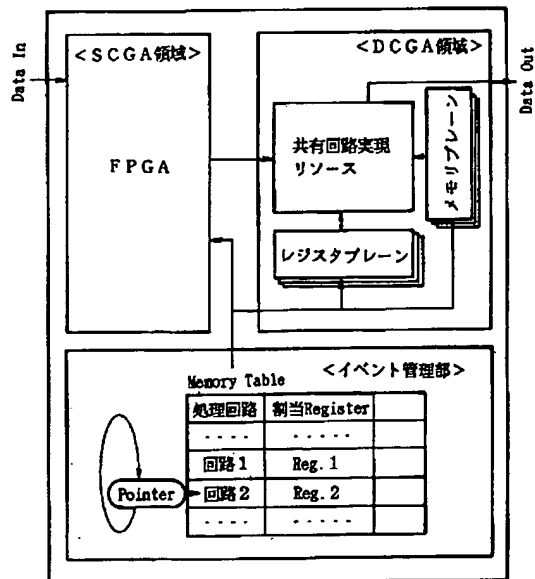 Data In
<SCGA領域>
FPGA
<DCGA領域>
共有回路実現
リソース
メモリプレーン
レジスタプレーン
Data Out
<イベント管理部>
Memory Table
処理回路 割当Register
.... .....
回路1 Reg.1
Pointer 回路2 Reg.2
.... .....